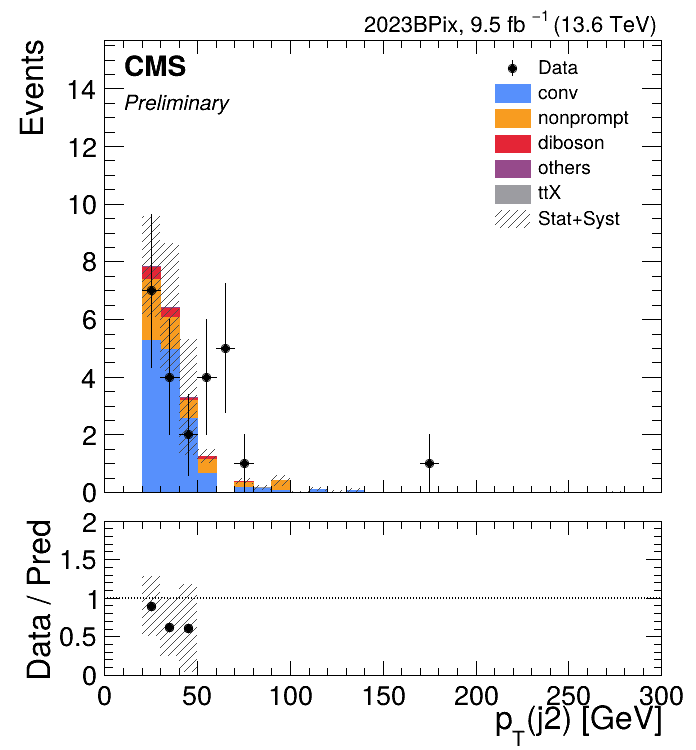 2023BPix, 9.5 fb⁻¹ (13.6 TeV)
CMS
Preliminary
Events
14
12
10
8
6
4
2
0
Data
conv
nonprompt
diboson
others
ttX
Stat+Syst
Data / Pred
2
1.5
1
0.5
0
0 50 100 150 200 250 300
p_T(j2) [GeV]